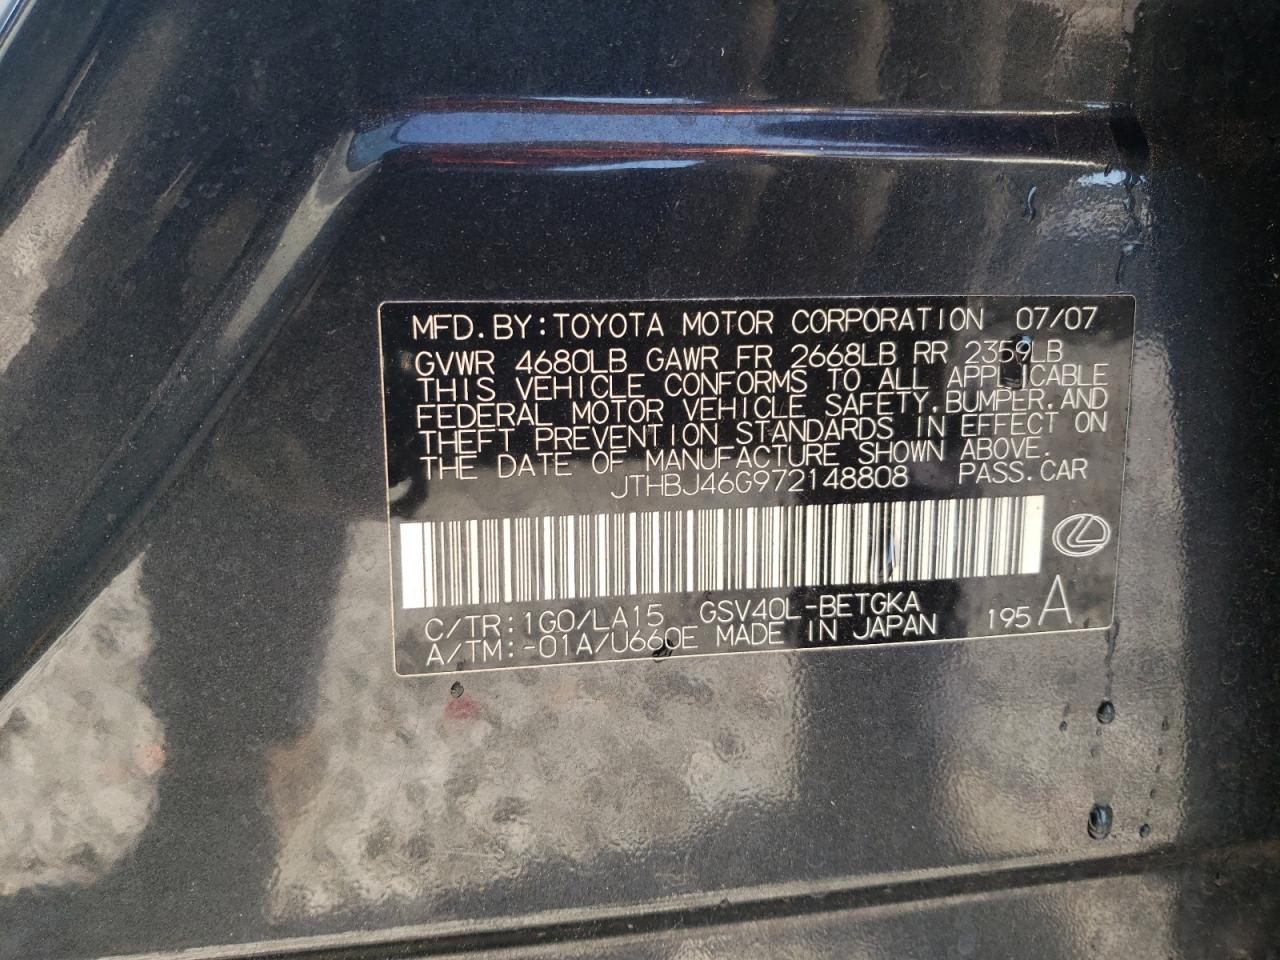 MFD.BY:TOYOTA MOTOR CORPORATION 07/07
GVWR 4680LB GAWR FR 2668LB RR 2359LB
THIS VEHICLE CONFORMS TO ALL APPLICABLE
FEDERAL MOTOR VEHICLE SAFETY,BUMPER,AND
THEFT PREVENTION STANDARDS IN EFFECT ON
THE DATE OF MANUFACTURE SHOWN ABOVE.
JTHBJ46G972148808 PASS.CAR
C/TR:1G0/LA15 GSV40L-BETGKA
A/TM:-01A/U660E MADE IN JAPAN 195 A